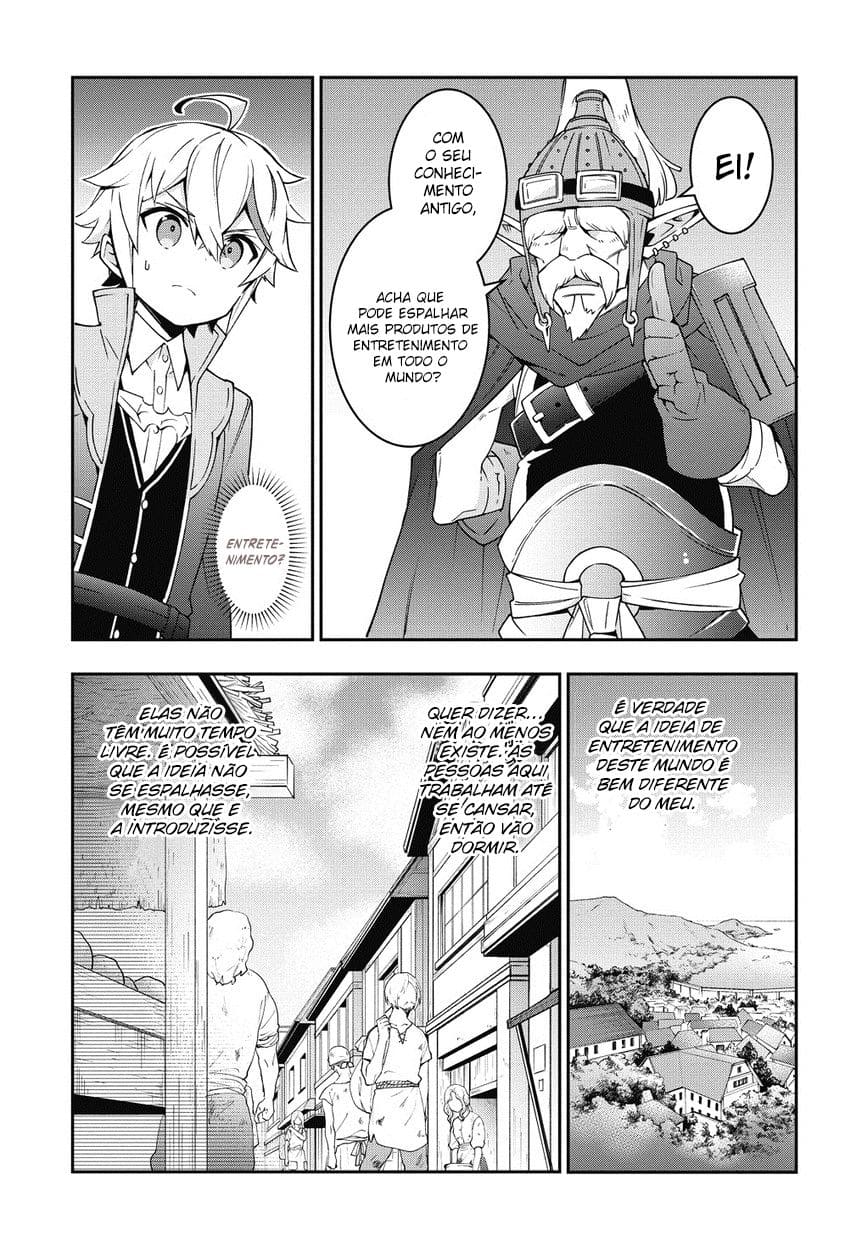 EI!
COM
O SEU
CONHECI-
MENTO
ANTIGO,
ACHA QUE
PODE ESPALHAR
MAIS PRODUTOS DE
ENTRETENIMENTO
EM TODO O
MUNDO?
ENTRETE-
NIMENTO?
É VERDADE
QUE A IDEIA DE
ENTRETENIMENTO
DESTE MUNDO É
BEM DIFERENTE
DO MEU.
QUER DIZER...
NEM AO MENOS
EXISTE. AS
PESSOAS AQUI
TRABALHAM ATÉ
SE CANSAR,
ENTÃO VÃO
DORMIR.
ELAS NÃO
TÊM MUITO TEMPO
LIVRE. É POSSÍVEL
QUE A IDEIA NÃO
SE ESPALHASSE,
MESMO QUE E
A INTRODUZISSE.